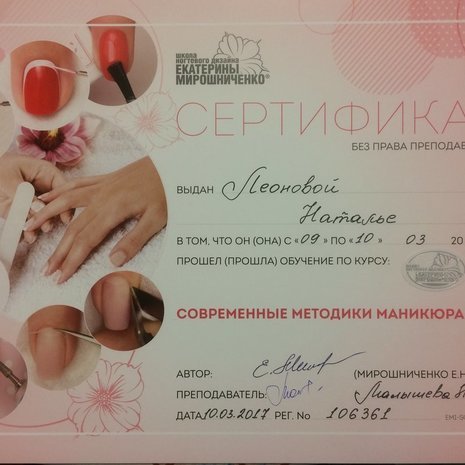 ШКОЛА
НОГТЕВОГО ДИЗАЙНА
ЕКАТЕРИНЫ
МИРОШНИЧЕНКО®
СЕРТИФИКА
БЕЗ ПРАВА ПРЕПОДАВ
ВЫДАН Леоновой
Наталье
В ТОМ, ЧТО ОН (ОНА) С «09» ПО «10» 03 20
ПРОШЕЛ (ПРОШЛА) ОБУЧЕНИЕ ПО КУРСУ:
СОВРЕМЕННЫЕ МЕТОДИКИ МАНИКЮРА
АВТОР: (МИРОШНИЧЕНКО Е.Н
ПРЕПОДАВАТЕЛЬ: Малышева
ДАТА 10.03.2017 РЕГ. No 106361